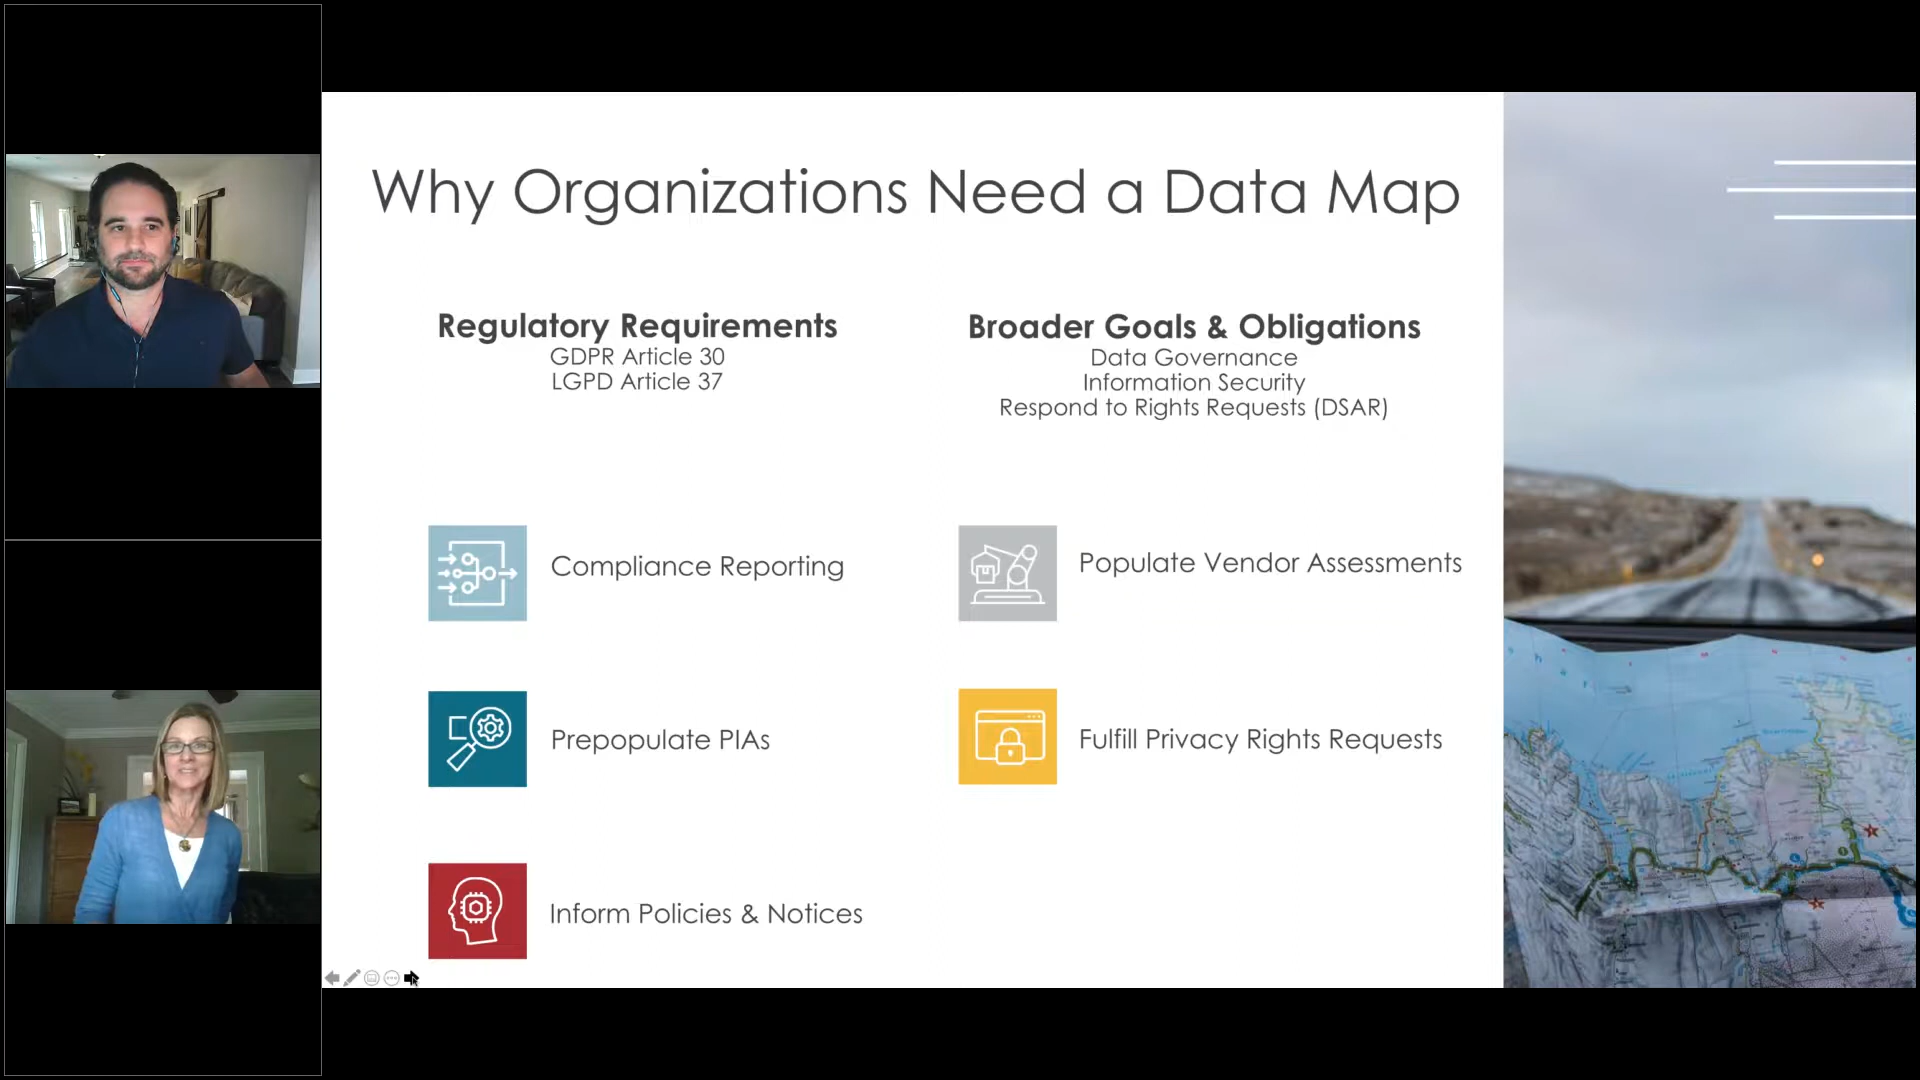 Why Organizations Need a Data Map
Regulatory Requirements
GDPR Article 30
LGPD Article 37
Broader Goals & Obligations
Data Governance
Information Security
Respond to Rights Requests (DSAR)
Compliance Reporting
Populate Vendor Assessments
Prepopulate PIAs
Fulfill Privacy Rights Requests
Inform Policies & Notices